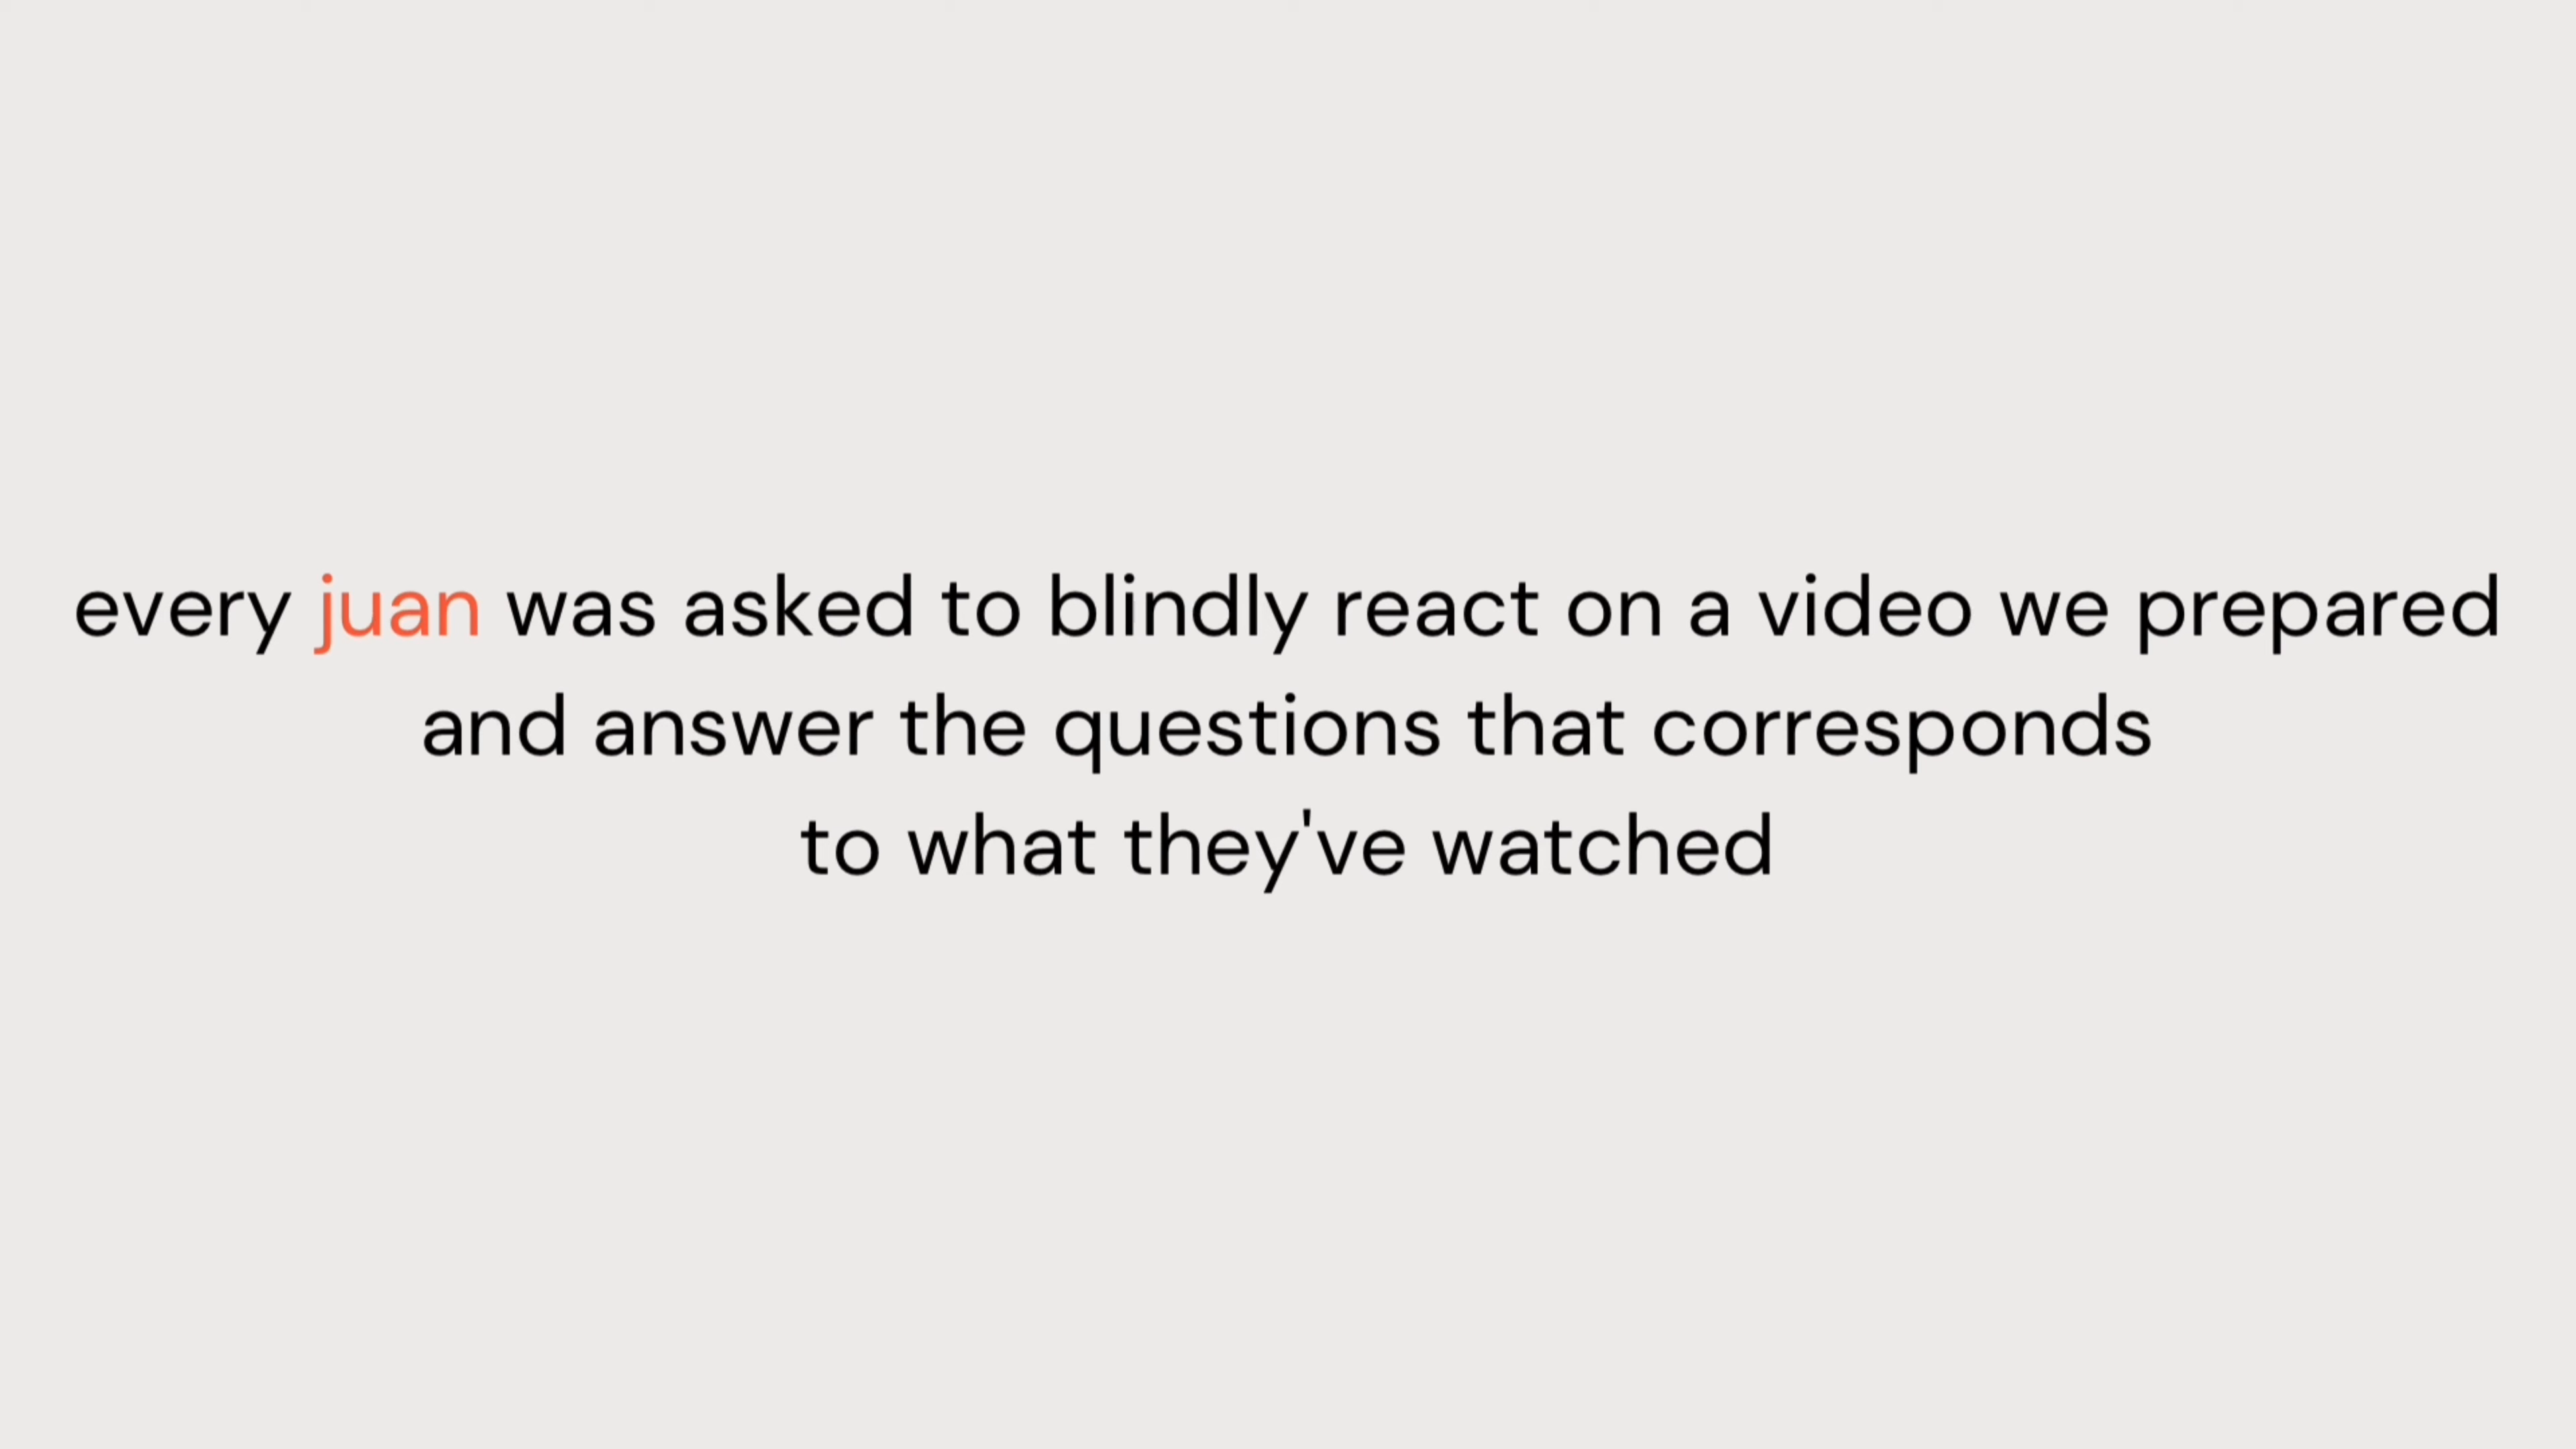 every juan was asked to blindly react on a video we prepared
and answer the questions that corresponds
to what they've watched